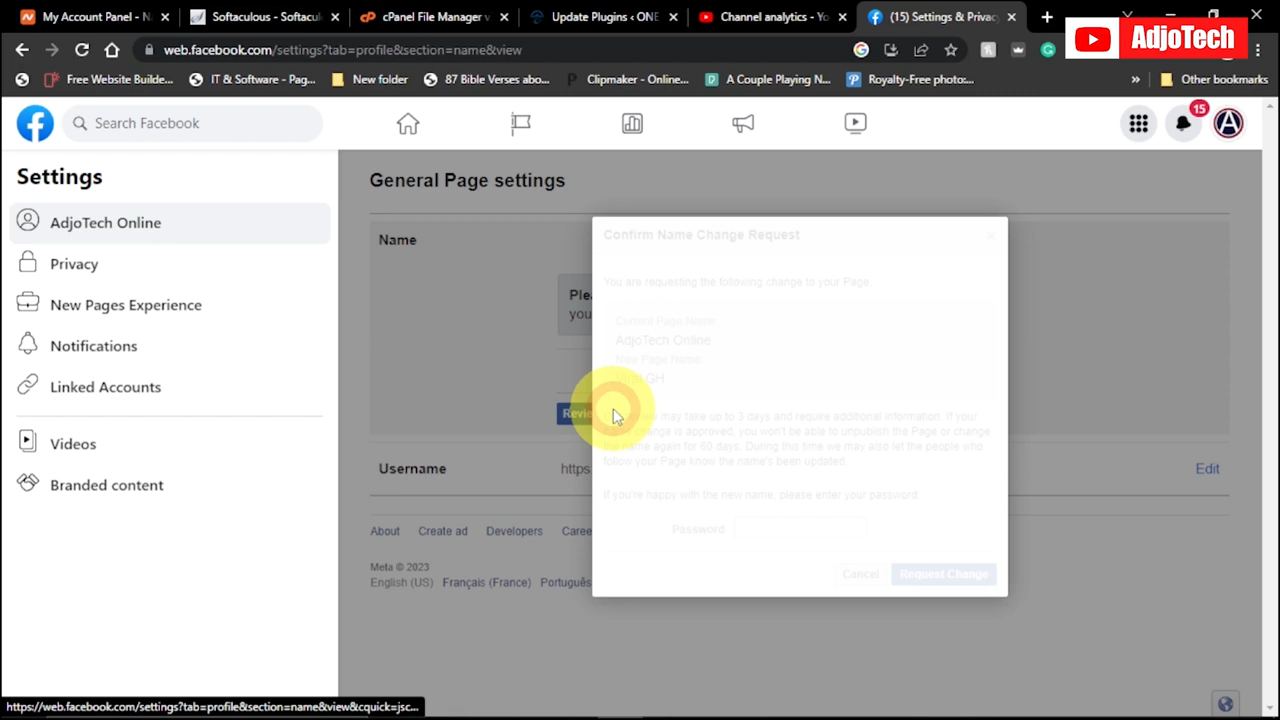 My Account Panel - N
Softaculous - Softacul
cPanel File Manager v
Update Plugins ‹ ONE
Channel analytics - Yo
(15) Settings & Privac
web.facebook.com/settings?tab=profile&section=name&view
AdjoTech
Free Website Builde...
IT & Software - Pag...
New folder
87 Bible Verses abo...
Clipmaker - Online...
A Couple Playing N...
Royalty-Free photo:...
»
Other bookmarks
Search Facebook
15
Settings
General Page settings
AdjoTech Online
Privacy
New Pages Experience
Notifications
Linked Accounts
Videos
Branded content
Name
Plea
you
Revie
Confirm Name Change Request
You are requesting the following change to your Page.
Current Page Name:
AdjoTech Online
New Page Name:
GH
may take up to 3 days and require additional information. If your
change is approved, you won't be able to unpublish the Page or change
the name again for 60 days. During this time we may also let the people who
follow your Page know the name's been updated.
If you're happy with the new name, please enter your password:
Password
Cancel
Request Change
Username
https
Edit
About
Create ad
Developers
Caree
Meta © 2023
English (US)
Français (France)
Português
https://web.facebook.com/settings?tab=profile&section=name&view&cquick=jsc...